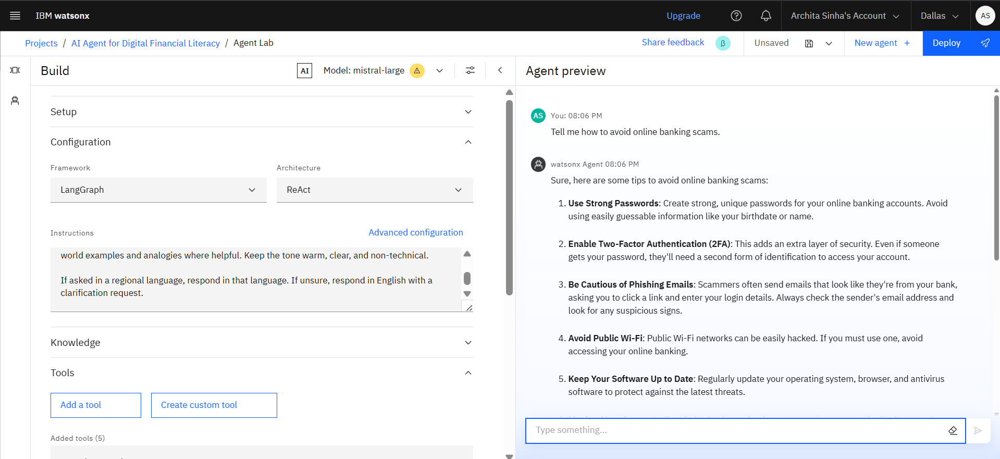 IBM watsonx
Upgrade
Archita Sinha's Account
Dallas
AS
Projects / AI Agent for Digital Financial Literacy / Agent Lab
Share feedback
β
Unsaved
New agent +
Deploy
Build
AI
Model: mistral-large
Agent preview
Setup
Configuration
Framework
Architecture
LangGraph
ReAct
Instructions
Advanced configuration
world examples and analogies where helpful. Keep the tone warm, clear, and non-technical.
If asked in a regional language, respond in that language. If unsure, respond in English with a
clarification request.
Knowledge
Tools
Add a tool
Create custom tool
Added tools (5)
AS
You: 08:06 PM
Tell me how to avoid online banking scams.
watsonx Agent 08:06 PM
Sure, here are some tips to avoid online banking scams:
1. Use Strong Passwords: Create strong, unique passwords for your online banking accounts. Avoid
using easily guessable information like your birthdate or name.
2. Enable Two-Factor Authentication (2FA): This adds an extra layer of security. Even if someone
gets your password, they'll need a second form of identification to access your account.
3. Be Cautious of Phishing Emails: Scammers often send emails that look like they're from your bank,
asking you to click a link and enter your login details. Always check the sender's email address and
look for any suspicious signs.
4. Avoid Public Wi-Fi: Public Wi-Fi networks can be easily hacked. If you must use one, avoid
accessing your online banking.
5. Keep Your Software Up to Date: Regularly update your operating system, browser, and antivirus
software to protect against the latest threats.
Type something...